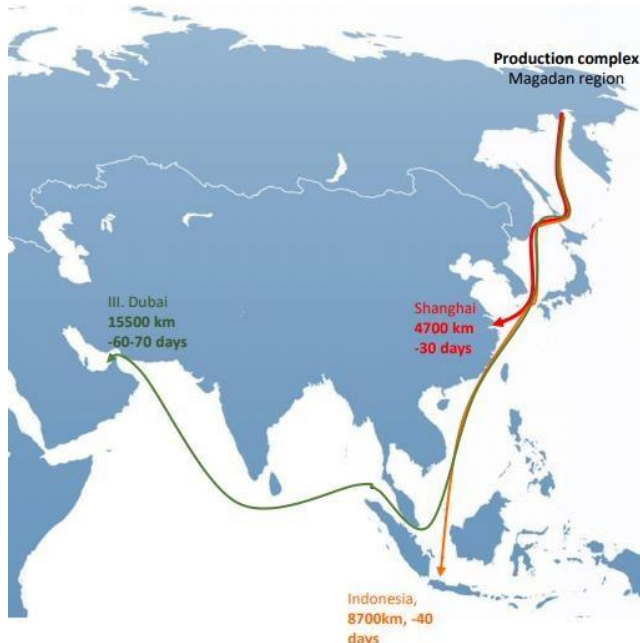 Production complex
Magadan region
III. Dubai
15500 km
-60-70 days
Shanghai
4700 km
-30 days
Indonesia,
8700km, -40
days